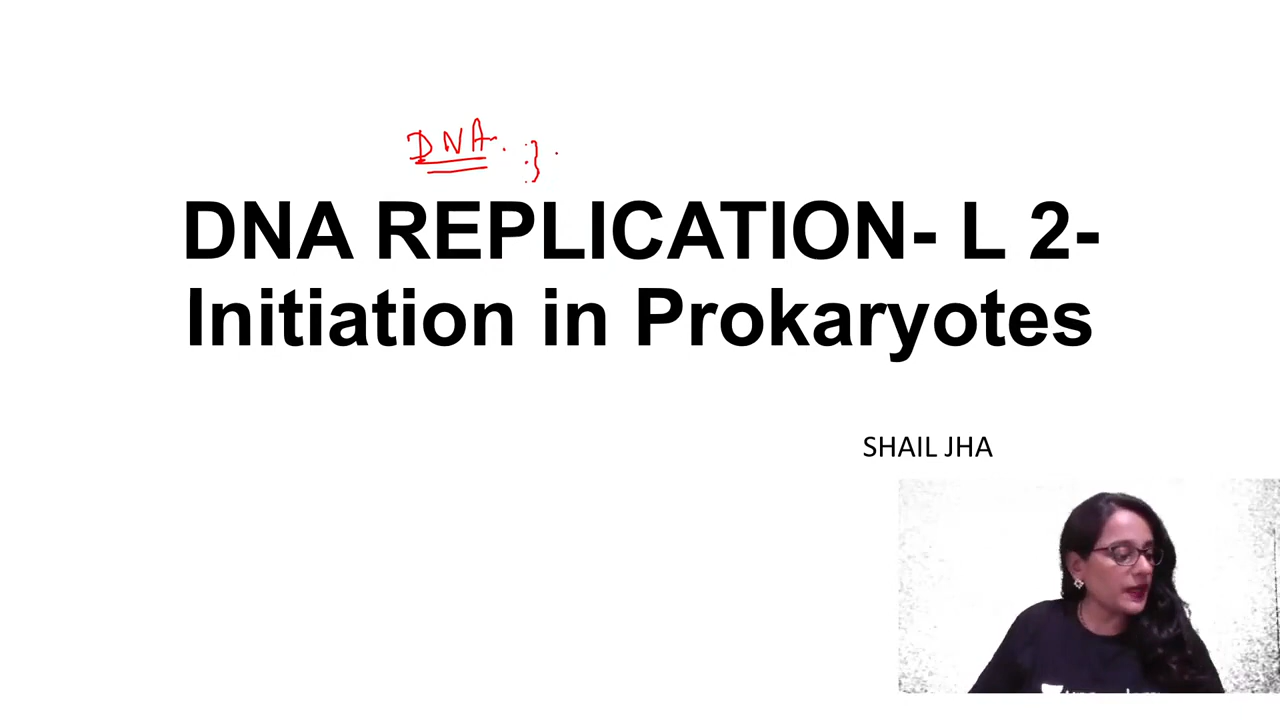 DNA.
DNA REPLICATION- L 2-
Initiation in Prokaryotes
SHAIL JHA